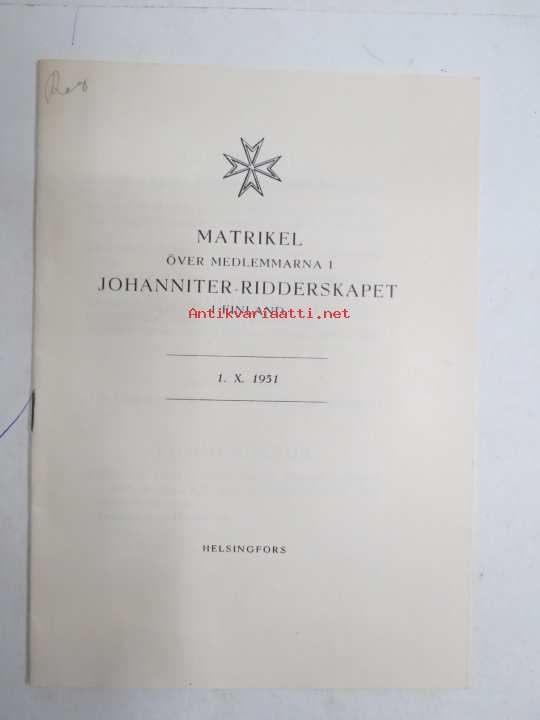 MATRIKEL
ÖVER MEDLEMMARNA I
JOHANNITER-RIDDERSKAPET
I FINLAND
Antikvariaatti.net
1. X. 1951
HELSINGFORS